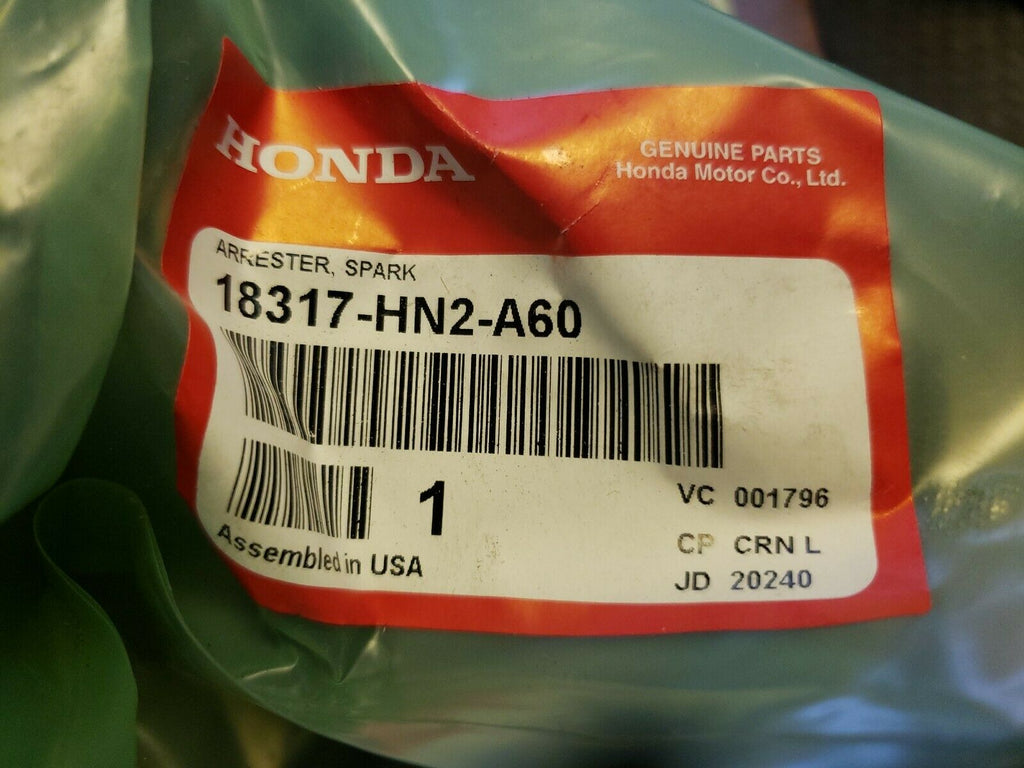 HONDA
GENUINE PARTS
Honda Motor Co., Ltd.
ARRESTER, SPARK
18317-HN2-A60
1
VC 001796
CP CRN L
JD 20240
Assembled in USA